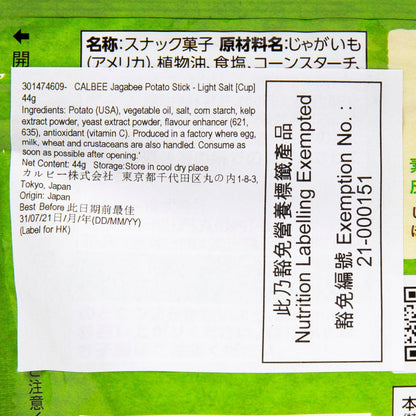 名称:スナック菓子 原材料名:じゃがいも
(アメリカ)、植物油、食塩、コーンスターチ、
開
301474609- CALBEE Jagabee Potato Stick - Light Salt [Cup]
44g
Ingredients: Potato (USA), vegetable oil, salt, corn starch, kelp
extract powder, yeast extract powder, flavour enhancer (621,
635), antioxidant (vitamin C). Produced in a factory where egg,
milk, wheat and crustaceans are also handled. Consume as
soon as possible after opening.'
Net Content: 44g Storage:Store in cool dry place
カルビー株式会社 東京都千代田区丸の内1-8-3,
Tokyo, Japan
Origin: Japan
Best Before 此日期前最佳
31/07/21日/月/年(DD/MM/YY)
(Label for HK)
此乃豁免營養標籤產品
Nutrition Labelling Exempted
豁免編號 Exemption No. :
21-000151
ご注意く
本